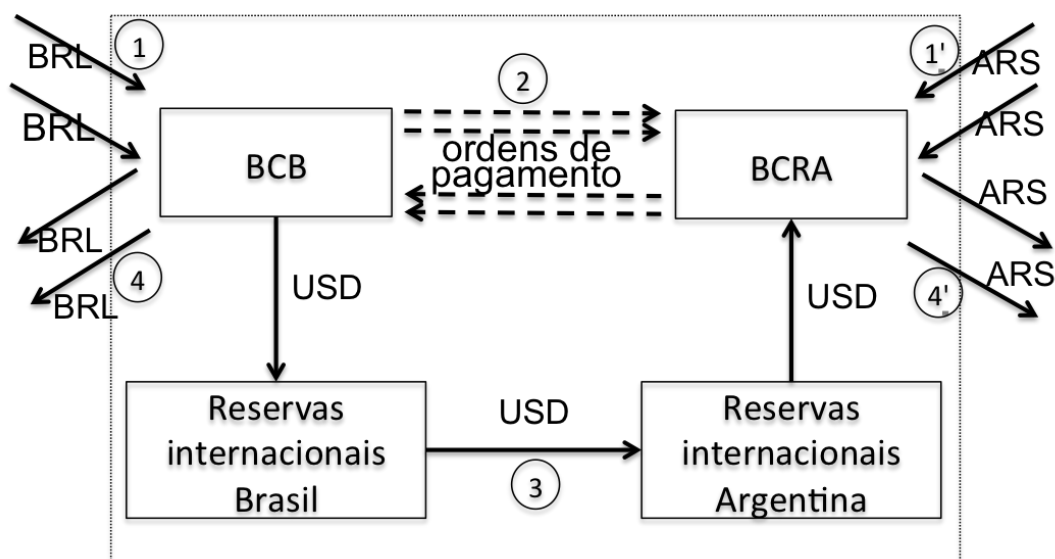 BRL
1
1'
ARS
BRL
2
ARS
BCB
ordens de
pagamento
BCRA
BRL
ARS
4
BRL
USD
USD
4'
ARS
Reservas
internacionais
Brasil
USD
3
Reservas
internacionais
Argentina